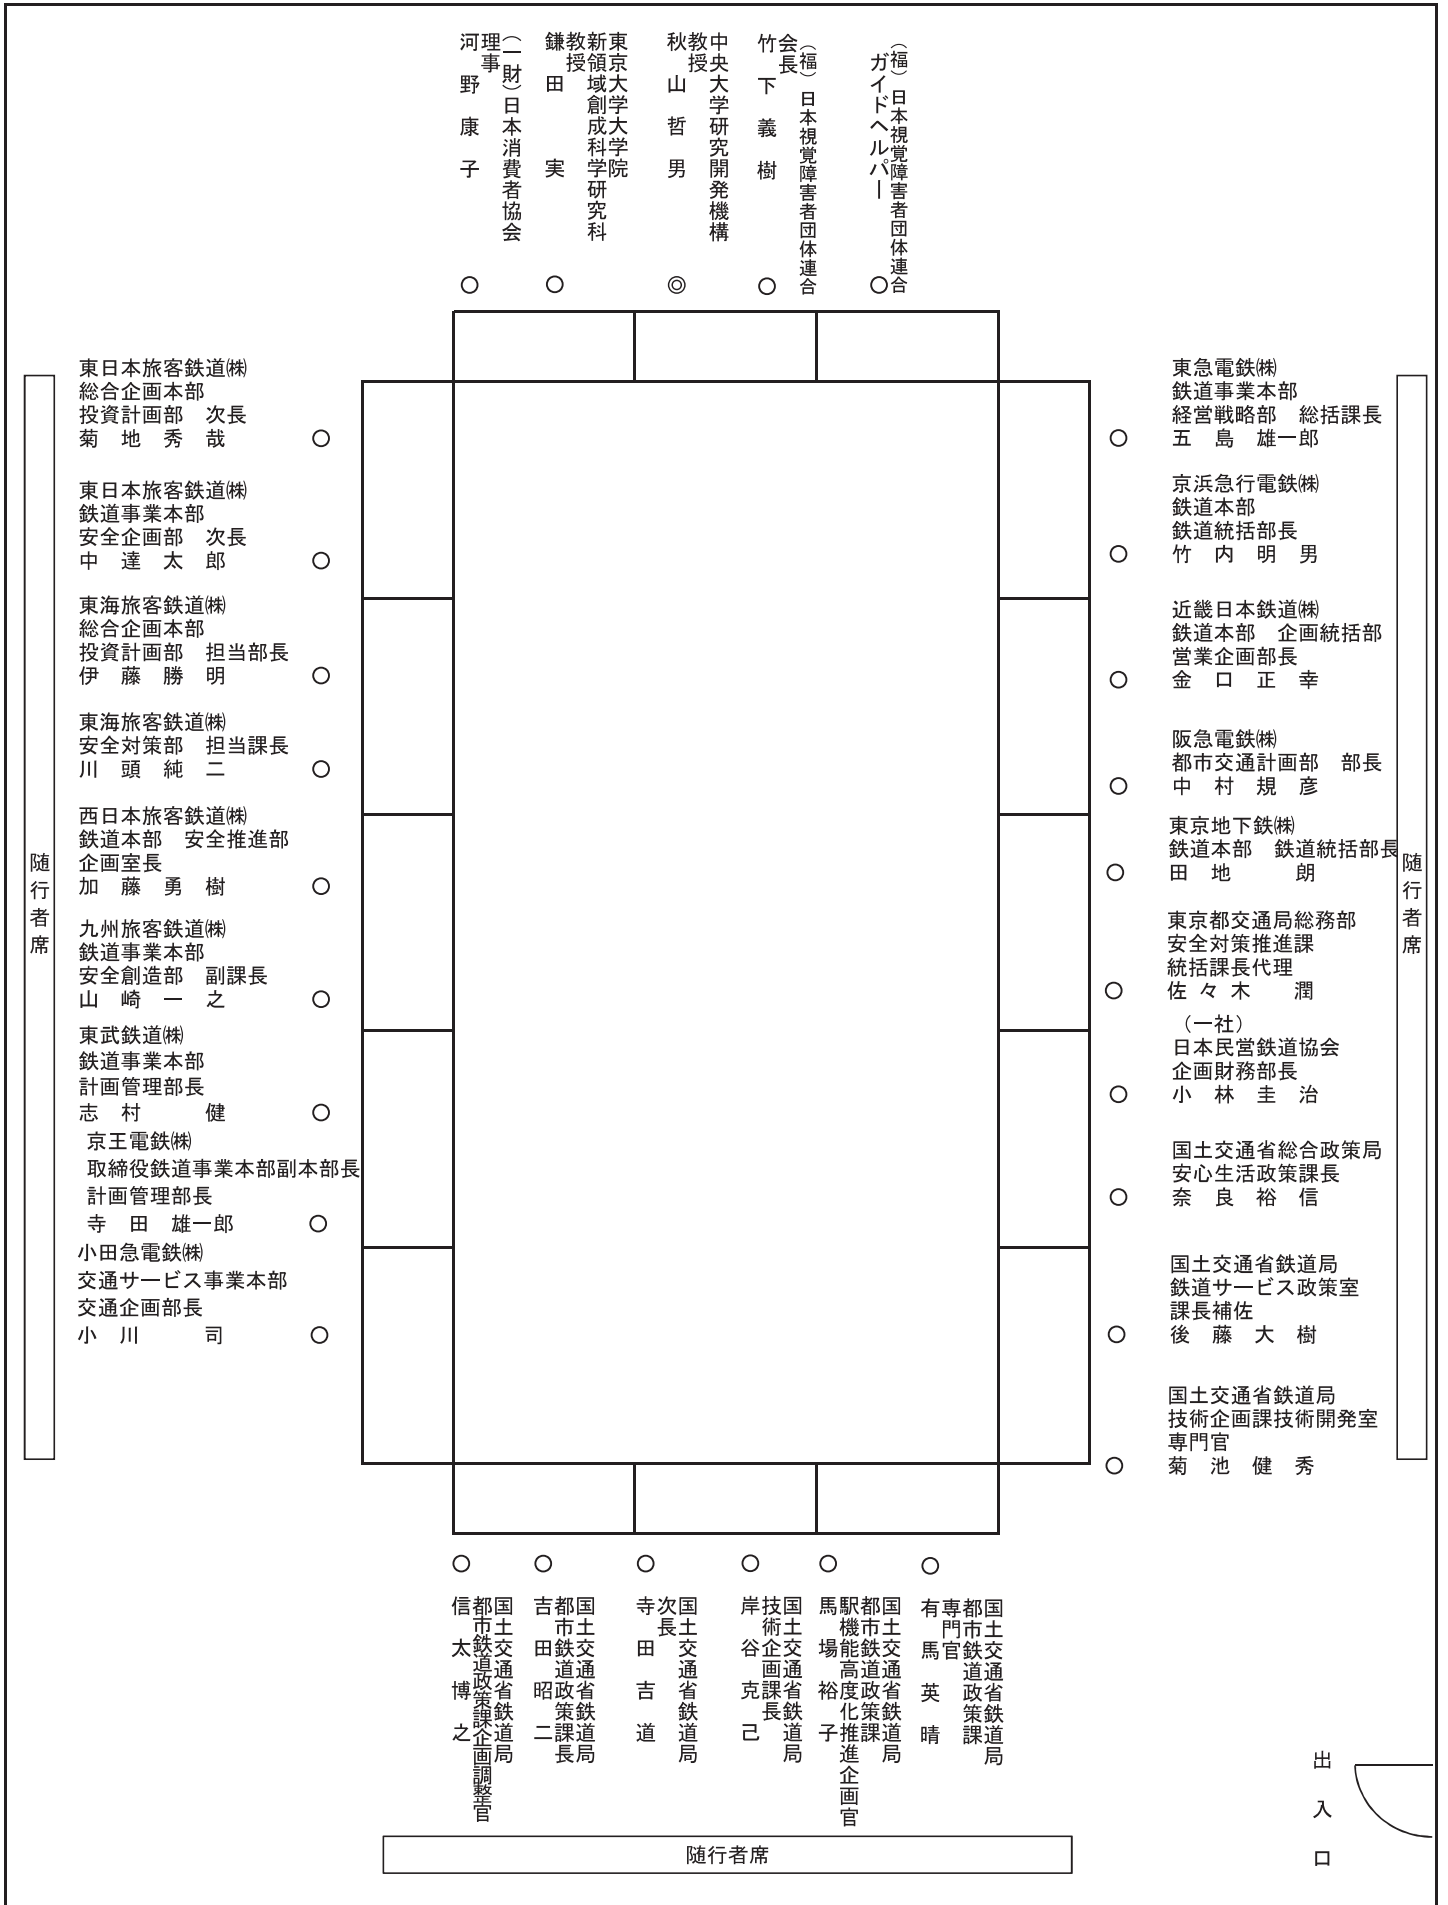 （福）日本視覚障害者団体連合
ガイドヘルパー
（福）日本視覚障害者団体連合
会長
竹　下　義　樹
中央大学研究開発機構
教授
秋　山　哲　男
東京大学大学院
新領域創成科学研究科
教授
鎌　田　　　実
（一財）日本消費者協会
理事
河　野　康　子
東日本旅客鉄道㈱
総合企画本部
投資計画部　次長
菊　地　秀　哉
東日本旅客鉄道㈱
鉄道事業本部
安全企画部　次長
中　達　太　郎
東海旅客鉄道㈱
総合企画本部
投資計画部　担当部長
伊　藤　勝　明
東海旅客鉄道㈱
安全対策部　担当課長
川　頭　純　二
西日本旅客鉄道㈱
鉄道本部　安全推進部
企画室長
加　藤　勇　樹
九州旅客鉄道㈱
鉄道事業本部
安全創造部　副課長
山　崎　一　之
東武鉄道㈱
鉄道事業本部
計画管理部長
志　村　　　健
京王電鉄㈱
取締役鉄道事業本部副本部長
計画管理部長
寺　田　雄一郎
小田急電鉄㈱
交通サービス事業本部
交通企画部長
小　川　　　司
随行者席
東急電鉄㈱
鉄道事業本部
経営戦略部　総括課長
五　島　雄一郎
京浜急行電鉄㈱
鉄道本部
鉄道統括部長
竹　内　明　男
近畿日本鉄道㈱
鉄道本部　企画統括部
営業企画部長
金　口　正　幸
阪急電鉄㈱
都市交通計画部　部長
中　村　規　彦
東京地下鉄㈱
鉄道本部　鉄道統括部長
田　地　　　朗
東京都交通局総務部
安全対策推進課
統括課長代理
佐　々　木　　潤
（一社）
日本民営鉄道協会
企画財務部長
小　林　圭　治
国土交通省総合政策局
安心生活政策課長
奈　良　裕　信
国土交通省鉄道局
鉄道サービス政策室
課長補佐
後　藤　大　樹
国土交通省鉄道局
技術企画課技術開発室
専門官
菊　池　健　秀
随行者席
国土交通省鉄道局
都市鉄道政策課
専門官
有　馬　英　晴
国土交通省鉄道局
都市鉄道政策課
駅機能高度化推進企画官
馬　場　裕　子
国土交通省鉄道局
技術企画課長
岸　谷　克　己
国土交通省鉄道局
次長
寺　田　吉　道
国土交通省鉄道局
都市鉄道政策課長
吉　田　昭　二
国土交通省鉄道局
都市鉄道政策課企画調整官
信　太　博　之
随行者席
出　入　口